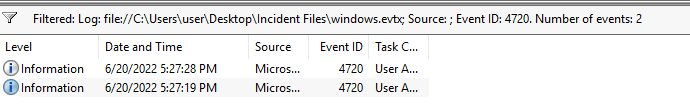 Filtered: Log: file://C:\Users\user\Desktop\Incident Files\windows.evtx; Source: ; Event ID: 4720. Number of events: 2
Level Date and Time Source Event ID Task C...
Information 6/20/2022 5:27:28 PM Micros... 4720 User A...
Information 6/20/2022 5:27:19 PM Micros... 4720 User A...